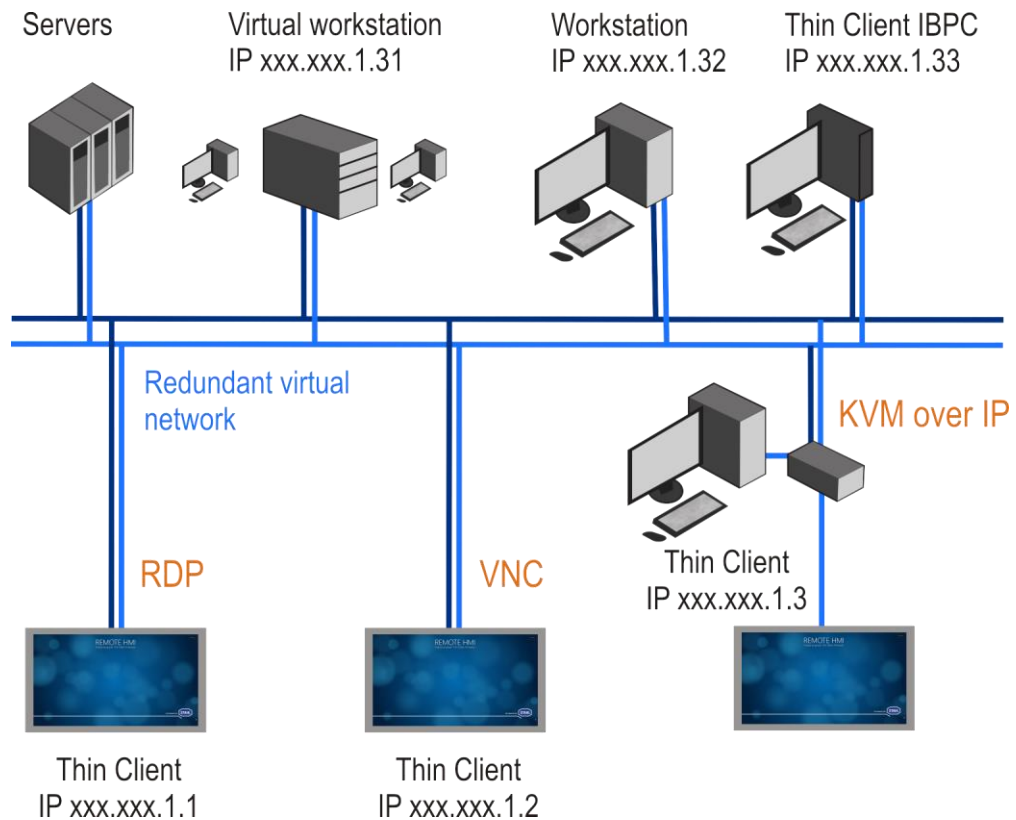 Servers
Virtual workstation
IP xxx.xxx.1.31
Workstation
IP xxx.xxx.1.32
Thin Client IBPC
IP xxx.xxx.1.33
Redundant virtual
network
KVM over IP
RDP
VNC
Thin Client
IP xxx.xxx.1.3
REMOTE HMI
REMOTE HMI
REMOTE HMI
Thin Client
IP xxx.xxx.1.1
Thin Client
IP xxx.xxx.1.2